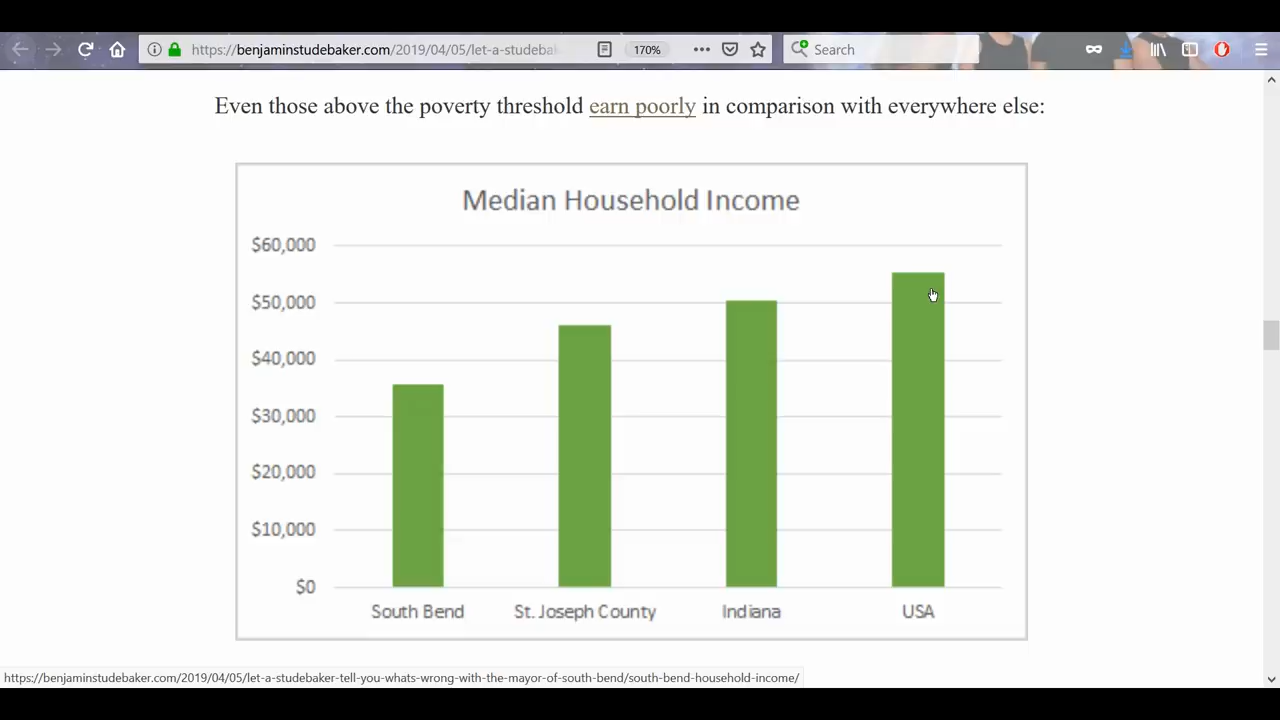 https://benjaminstudebaker.com/2019/04/05/let-a-studebak
170%
Search
Even those above the poverty threshold earn poorly in comparison with everywhere else:
Median Household Income
$60,000
$50,000
$40,000
$30,000
$20,000
$10,000
$0
South Bend St. Joseph County Indiana USA
https://benjaminstudebaker.com/2019/04/05/let-a-studebaker-tell-you-whats-wrong-with-the-mayor-of-south-bend/south-bend-household-income/